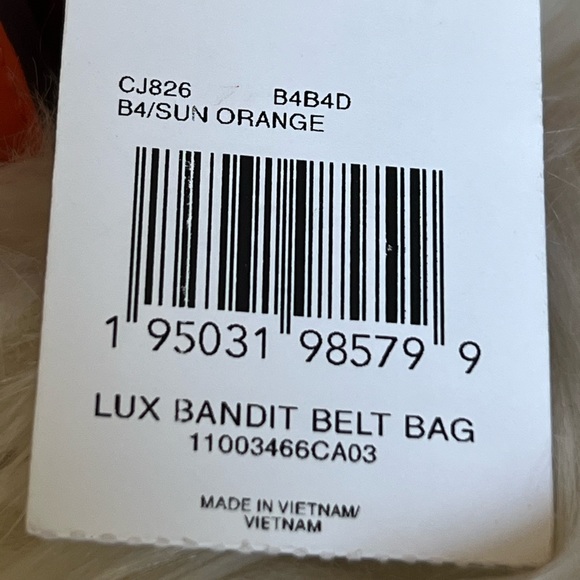 CJ826 B4B4D
B4/SUN ORANGE
1 95031 98579 9
LUX BANDIT BELT BAG
11003466CA03
MADE IN VIETNAM/
VIETNAM